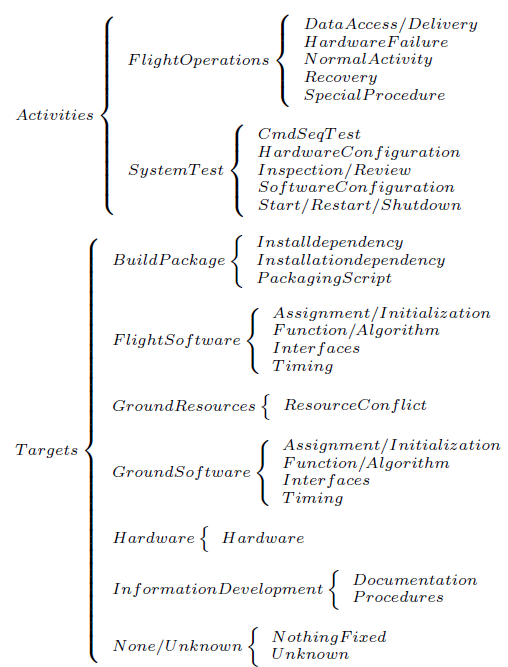 Activities
FlightOperations
DataAccess/Delivery
HardwareFailure
NormalActivity
Recovery
SpecialProcedure
SystemTest
CmdSeqTest
HardwareConfiguration
Inspection/Review
SoftwareConfiguration
Start/Restart/Shutdown
Targets
BuildPackage
Installdependency
Installationdependency
PackagingScript
FlightSoftware
Assignment/Initialization
Function/Algorithm
Interfaces
Timing
GroundResources
ResourceConflict
GroundSoftware
Assignment/Initialization
Function/Algorithm
Interfaces
Timing
Hardware
Hardware
InformationDevelopment
Documentation
Procedures
None/Unknown
NothingFixed
Unknown